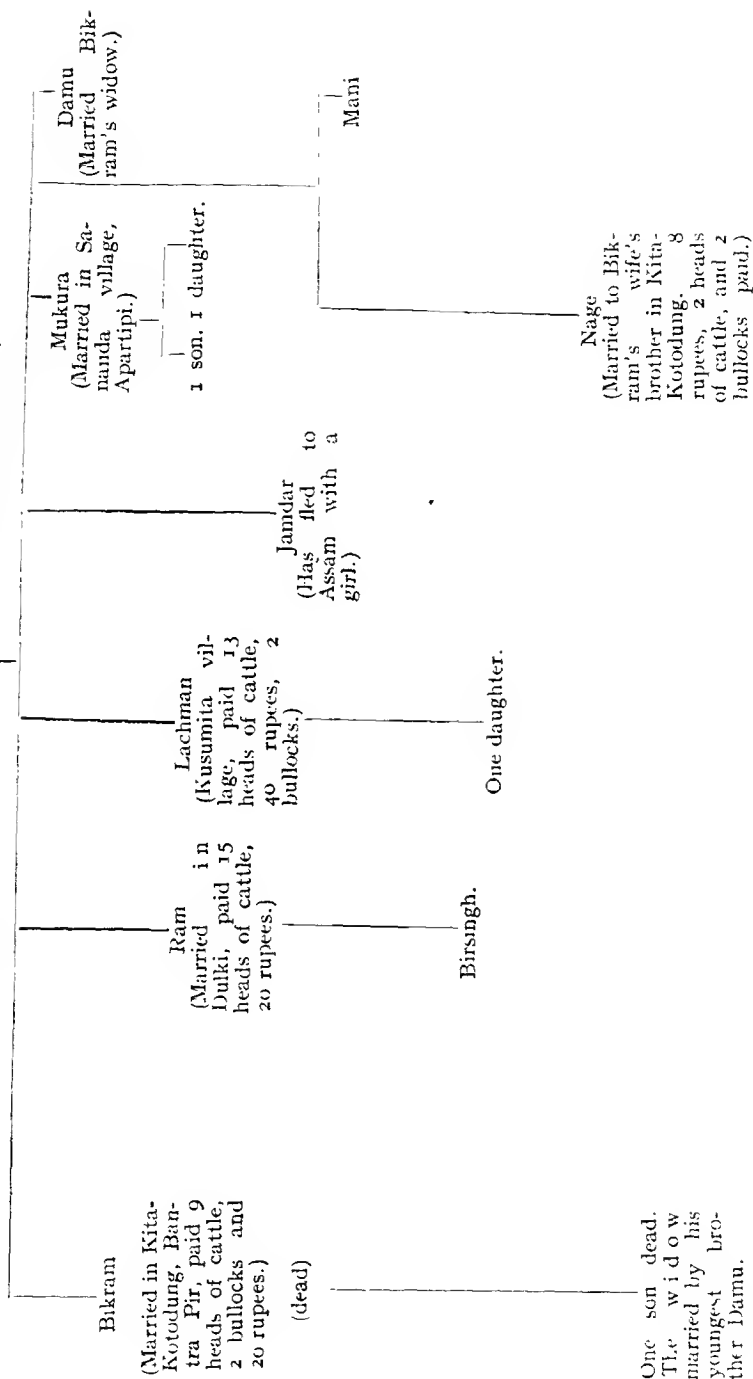 Bikram
(Married in Kita-
Kotodung, Ban-
tra Pir, paid 9
heads of cattle,
2 bullocks and
20 rupees.)
(dead)
One son dead.
The widow
married by his
youngest bro-
ther Damu.
Ram
(Married in
Dulki, paid 15
heads of cattle,
20 rupees.)
Birsingh.
Lachman
(Kusumita vil-
lage, paid 13
heads of cattle,
40 rupees, 2
bullocks.)
One daughter.
Jamdar
(Has fled to
Assam with a
girl.)
Mukura
(Married in Sa-
nanda village,
Apartipi.)
1 son. 1 daughter.
Damu
(Married Bik-
ram's widow.)
Nage
(Married to Bik-
ram's wife's
brother in Kita-
Kotodung. 8
rupees, 2 heads
of cattle, and 2
bullocks paid.)
Mani